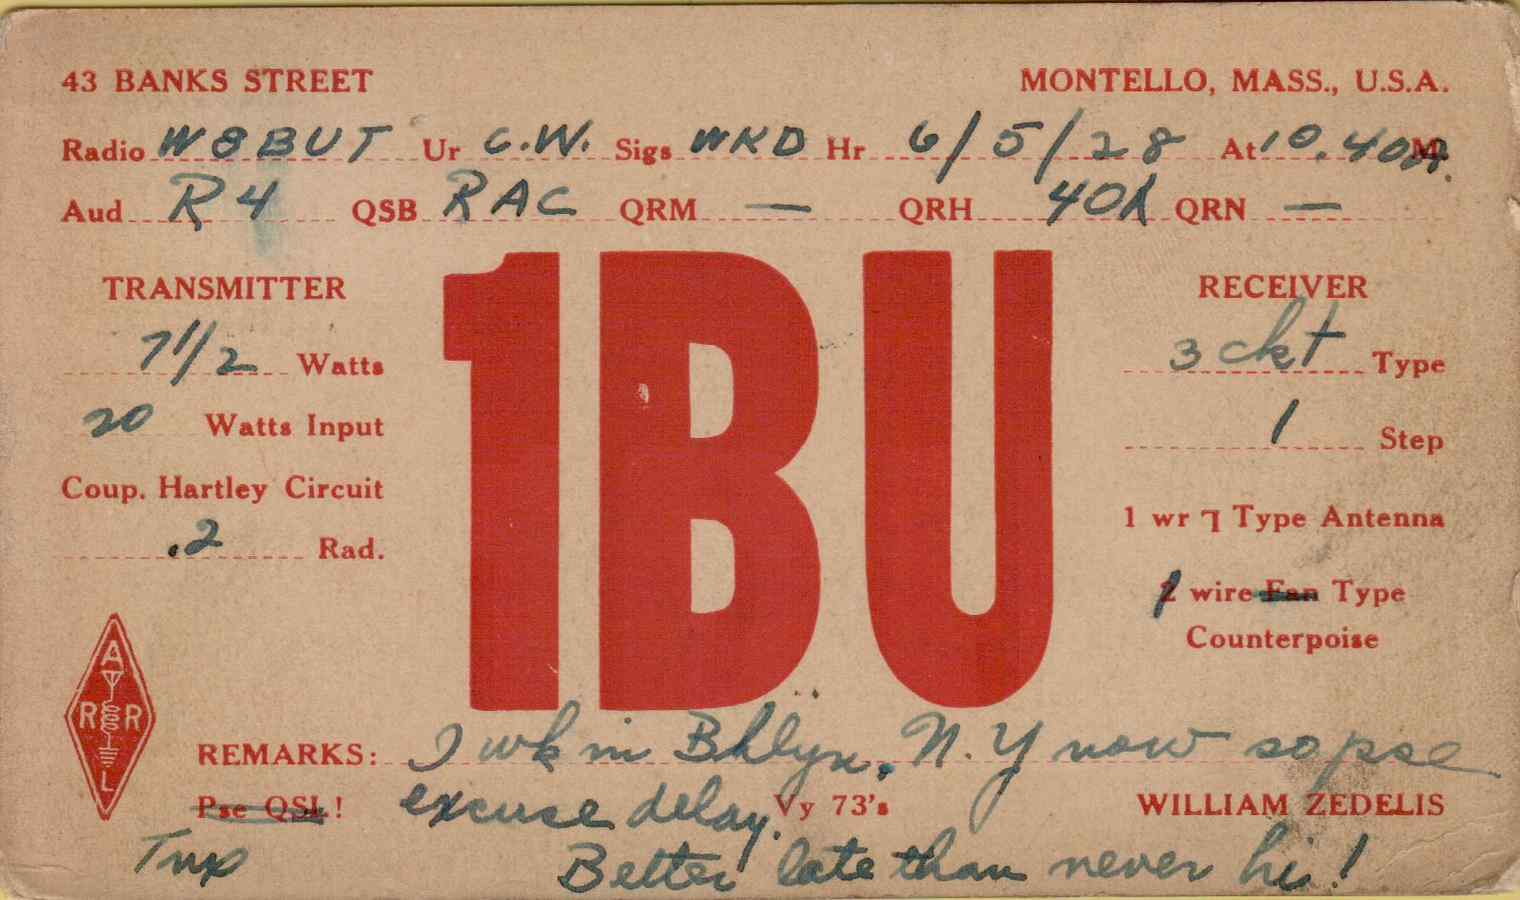 43 BANKS STREET MONTELLO, MASS., U.S.A.
Radio W8BUT Ur C.W. Sigs WKD Hr 6/5/28 At 10.40 M.
Aud R4 QSB RAC QRM — QRH 40 QRN —
TRANSMITTER RECEIVER
7 1/2 Watts 3 ckt Type
20 Watts Input 1 Step
1BU
Coup. Hartley Circuit 1 wr ⅂ Type Antenna
.2 Rad. 1 wire Fan Type
Counterpoise
A R R L
REMARKS: I wk in Bklyn, N.Y now so pse
Pse QSL! excuse delay. Vy 73's WILLIAM ZEDELIS
Tnx Better late than never hi!